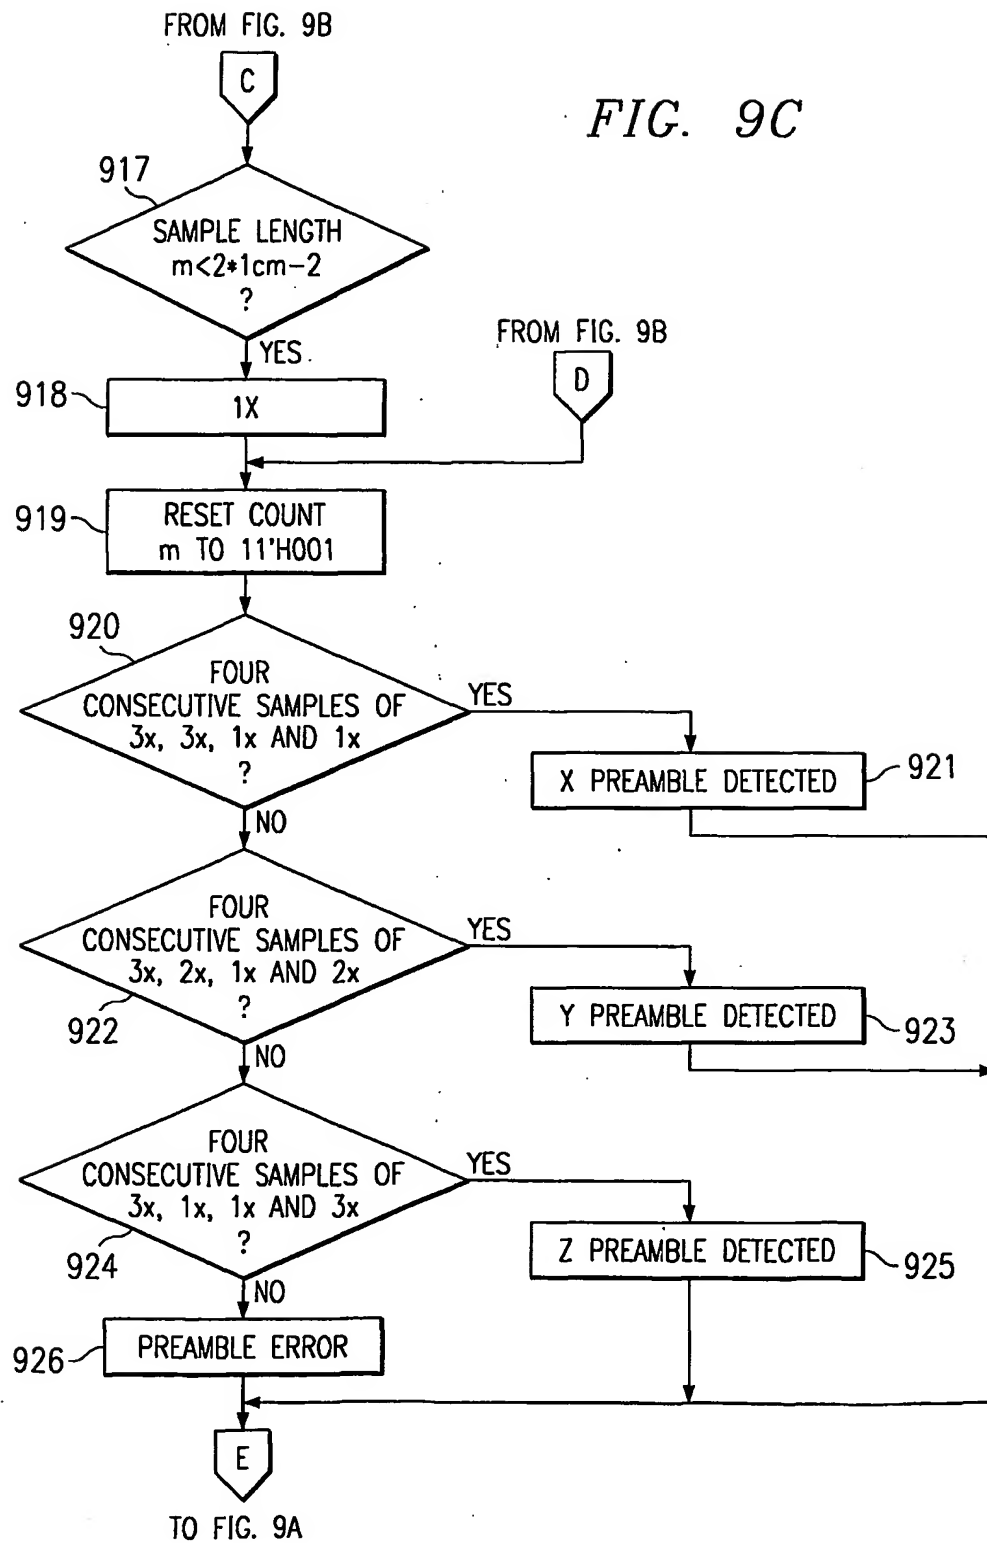 FROM FIG. 9B
C
FIG. 9C
917
SAMPLE LENGTH
m<2*1cm-2
?
YES
FROM FIG. 9B
D
918
1X
919
RESET COUNT
m TO 11'H001
920
FOUR
CONSECUTIVE SAMPLES OF
3x, 3x, 1x AND 1x
?
YES
X PREAMBLE DETECTED
921
NO
FOUR
CONSECUTIVE SAMPLES OF
3x, 2x, 1x AND 2x
?
YES
922
Y PREAMBLE DETECTED
923
NO
FOUR
CONSECUTIVE SAMPLES OF
3x, 1x, 1x AND 3x
?
YES
924
Z PREAMBLE DETECTED
925
NO
926
PREAMBLE ERROR
E
TO FIG. 9A